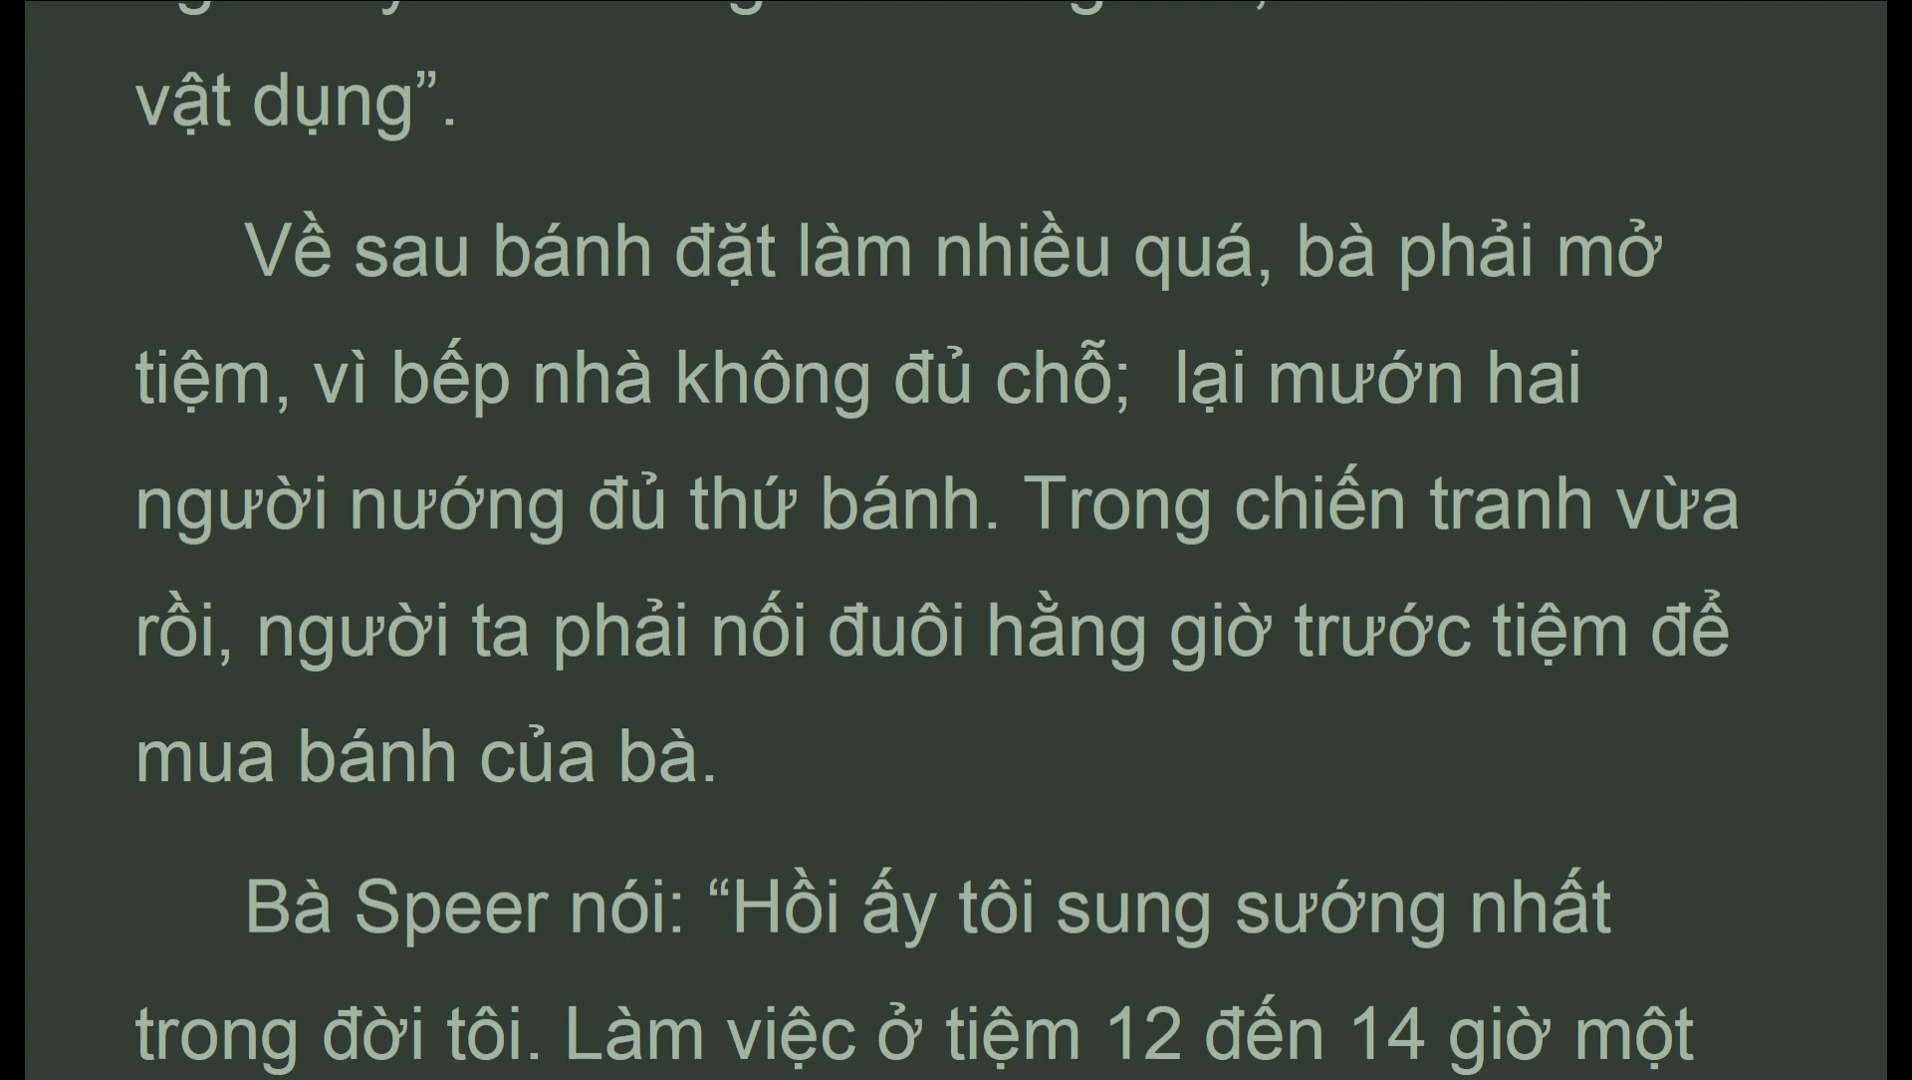 vật dụng”.
Về sau bánh đặt làm nhiều quá, bà phải mở
tiệm, vì bếp nhà không đủ chỗ;  lại mướn hai
người nướng đủ thứ bánh. Trong chiến tranh vừa
rồi, người ta phải nối đuôi hằng giờ trước tiệm để
mua bánh của bà.
Bà Speer nói: “Hồi ấy tôi sung sướng nhất
trong đời tôi. Làm việc ở tiệm 12 đến 14 giờ một